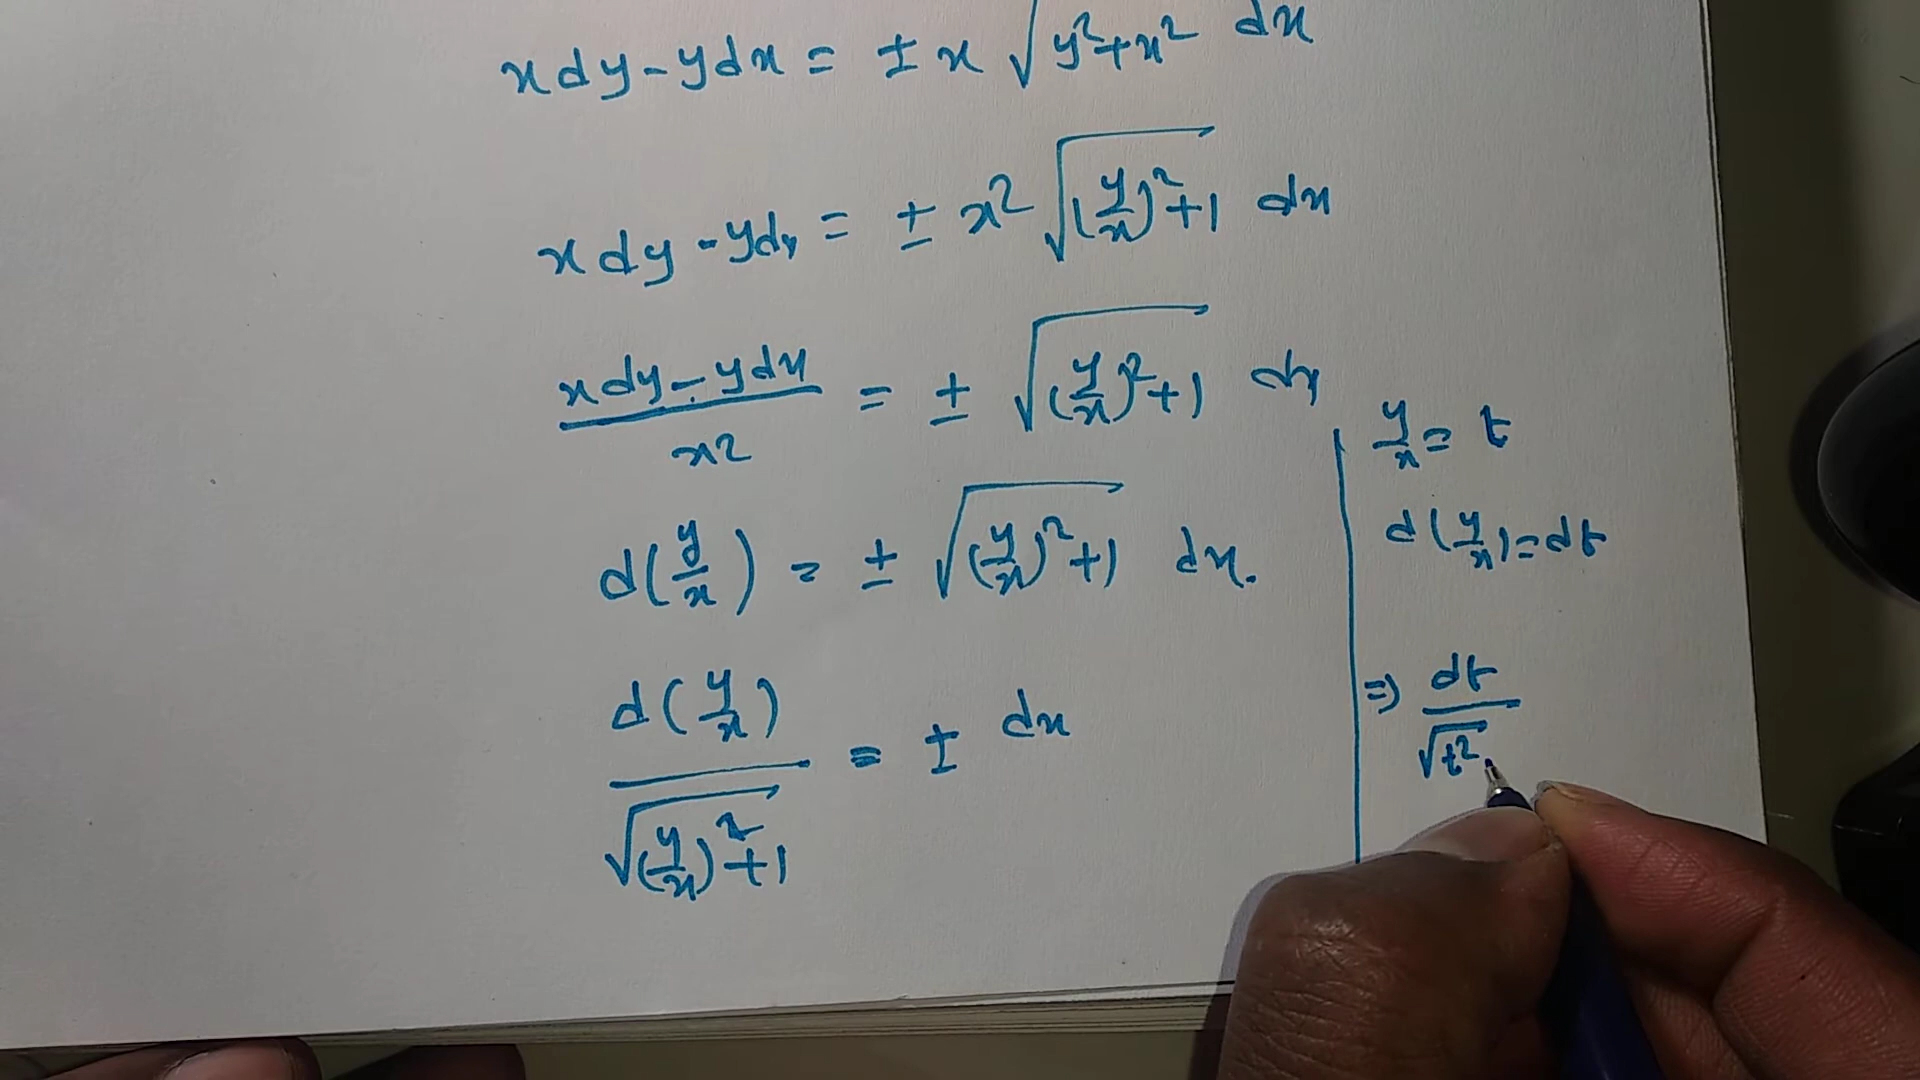 xdy-ydx = ± x √y²+x² dx
xdy-ydx = ± x² √(y/x)²+1 dx
xdy-ydx/x2 = ± √(y/x)²+1 dx
d(y/x) = ± √(y/x)²+1 dx.
d(y/x)/√(y/x)²+1 = ± dx
y/x = t
d(y/x)=dt
⇒ dt/√t²